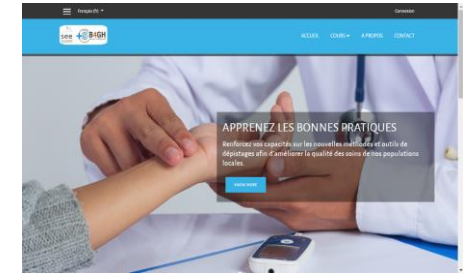 Français (fr)
Connexion
see
B4GH
ACCUEIL
COURS
A PROPOS
CONTACT
APPRENEZ LES BONNES PRATIQUES
Renforcez vos capacités sur les nouvelles méthodes et outils de
dépistages afin d'améliorer la qualité des soins de nos populations
locales.
KNOW MORE